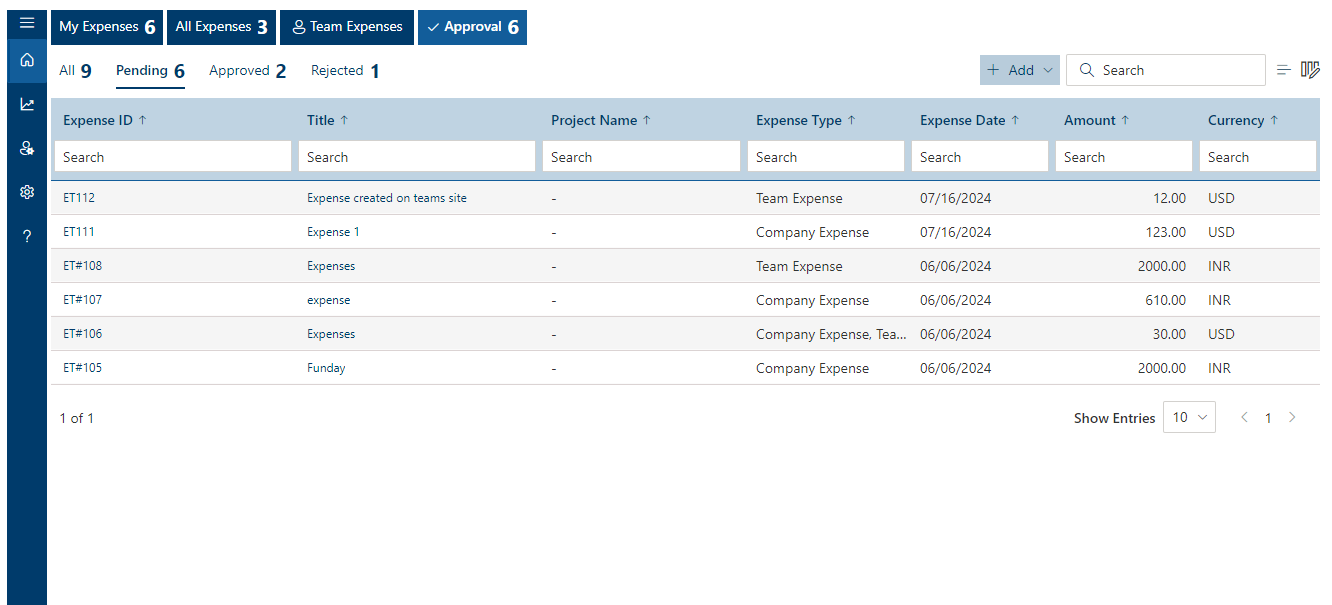 My Expenses 6 All Expenses 3 Team Expenses Approval 6
All 9 Pending 6 Approved 2 Rejected 1 Add Search
Expense ID Title Project Name Expense Type Expense Date Amount Currency
Search Search Search Search Search Search Search
ET112 Expense created on teams site - Team Expense 07/16/2024 12.00 USD
ET111 Expense 1 - Company Expense 07/16/2024 123.00 USD
ET#108 Expenses - Team Expense 06/06/2024 2000.00 INR
ET#107 expense - Company Expense 06/06/2024 610.00 INR
ET#106 Expenses - Company Expense, Tea... 06/06/2024 30.00 USD
ET#105 Funday - Company Expense 06/06/2024 2000.00 INR
1 of 1 Show Entries 10 1